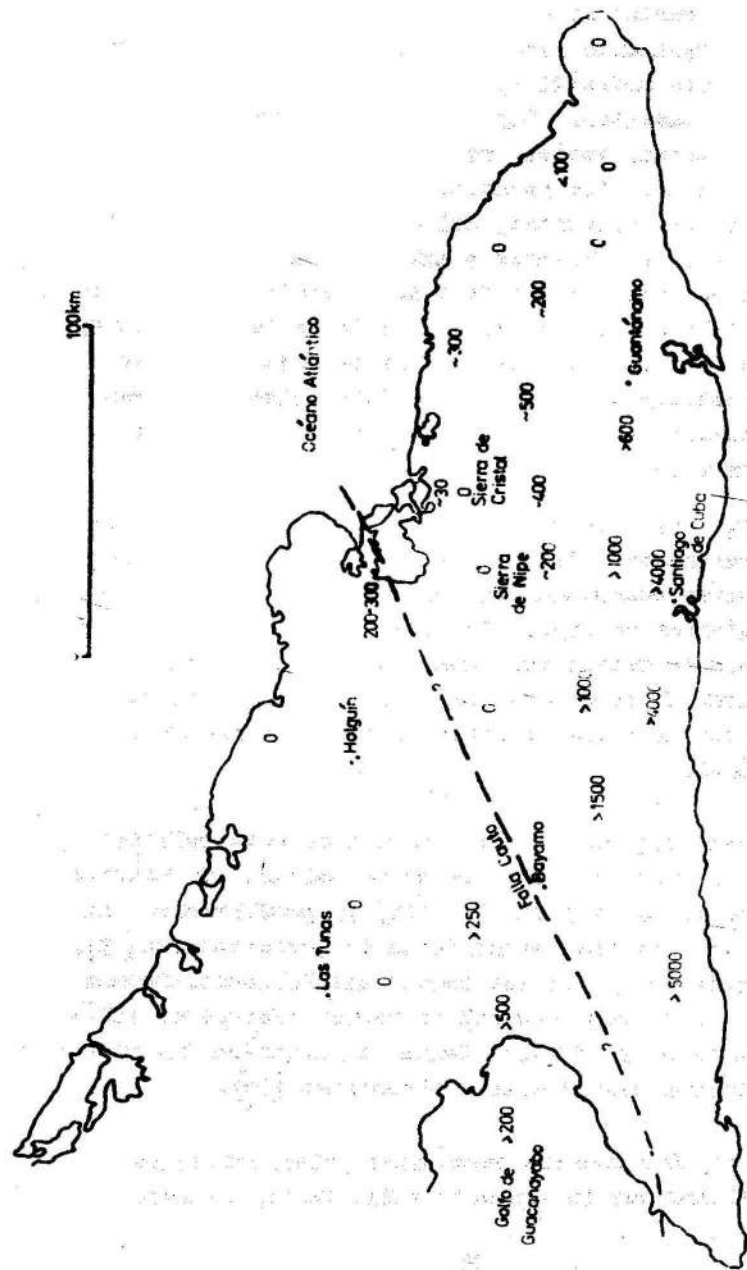 100km
Océano Atlántico
Golfo de
Guacanayabo
>200
>500
Las Tunas
0
0
>250
Holguín
0
200-300
Falla Cauto
?
?
Bayamo
>5000
>1500
0
>1000
>4000
Sierra
de Nipe
0
~200
>1000
>4000
Santiago
de Cuba
~30
0
Sierra de
Cristal
~400
~300
~500
~200
>600
Guantánamo
0
0
≤100
0
0